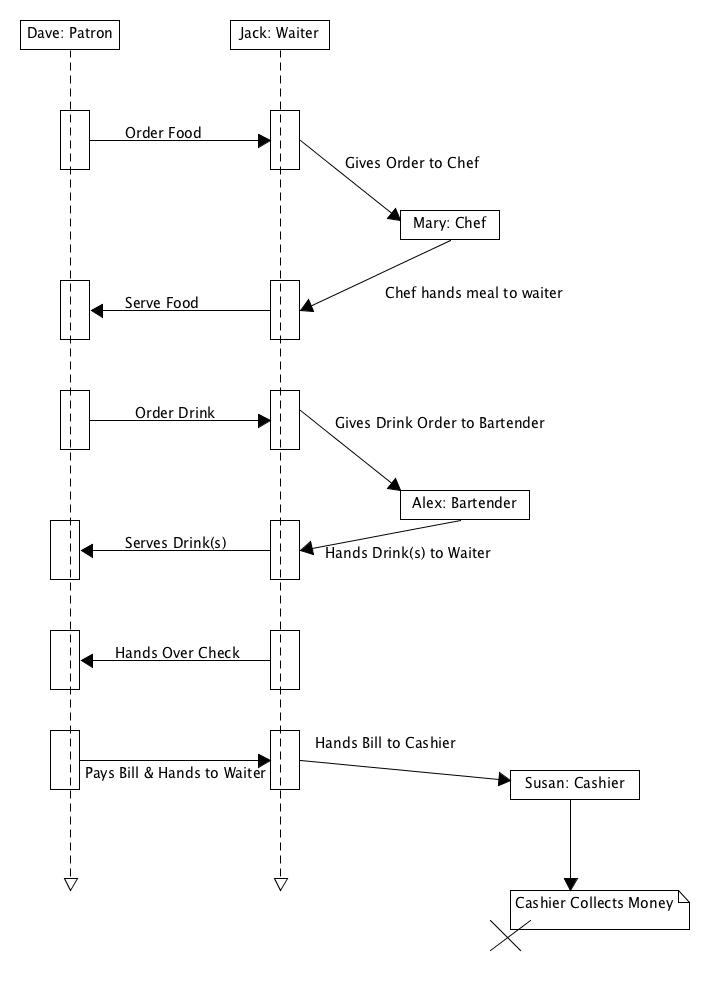 Dave: Patron
Jack: Waiter
Order Food
Gives Order to Chef
Mary: Chef
Chef hands meal to waiter
Serve Food
Order Drink
Gives Drink Order to Bartender
Alex: Bartender
Serves Drink(s)
Hands Drink(s) to Waiter
Hands Over Check
Hands Bill to Cashier
Pays Bill & Hands to Waiter
Susan: Cashier
Cashier Collects Money